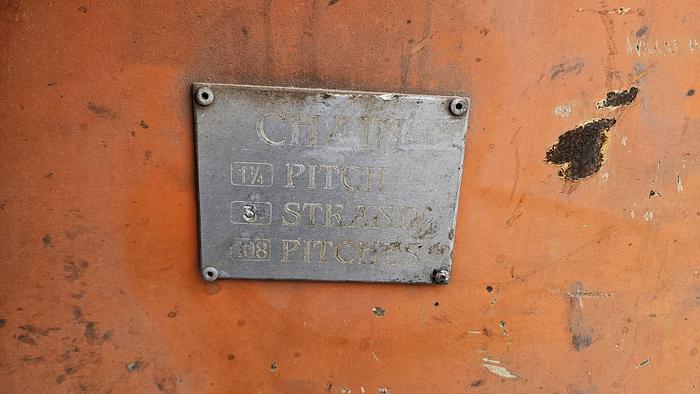 CHAIN
1¼ PITCH
3 STRAND
108 PITCHES